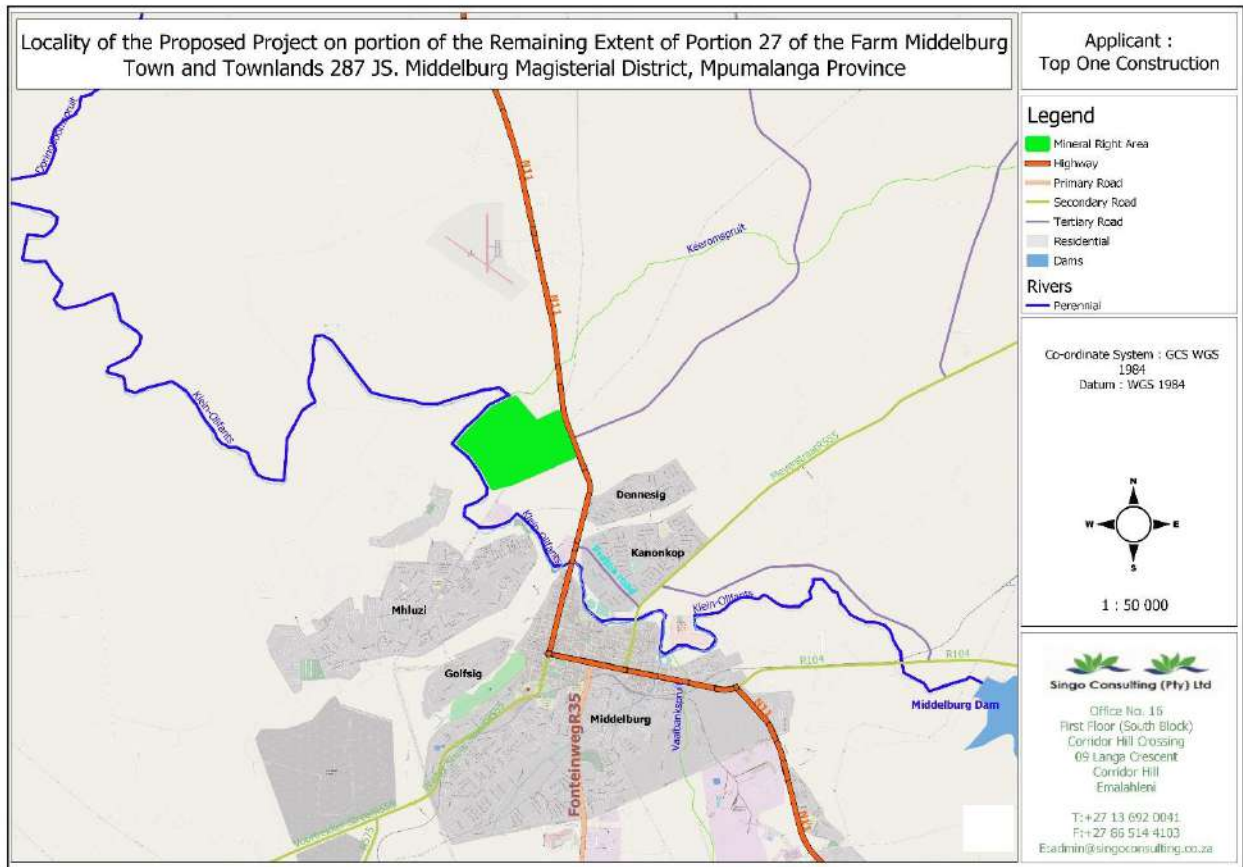 Locality of the Proposed Project on portion of the Remaining Extent of Portion 27 of the Farm Middelburg
Town and Townlands 287 JS. Middelburg Magisterial District, Mpumalanga Province
Applicant :
Top One Construction
Legend
Mineral Right Area
Highway
Primary Road
Secondary Road
Tertiary Road
Residential
Dams
Rivers
Perennial
Co-ordinate System : GCS WGS
1984
Datum : WGS 1984
N
W
E
S
1 : 50 000
Singo Consulting (Pty) Ltd
Office No. 16
First Floor (South Block)
Corridor Hill Crossing
09 Langa Crescent
Corridor Hill
Emalahleni
T:+27 13 692 0041
F:+27 86 514 4103
E:admin@singoconsulting.co.za
N11
Keeromspruit
N11
Klein-Olifants
Dennesig
Klein-Olifants
Kanonkop
Mhluzi
Klein-Olifants
R104
R104
Golfsig
Middelburg Dam
Middelburg
Vaalbankspruit
FonteinwegR35
N11
N11
R575